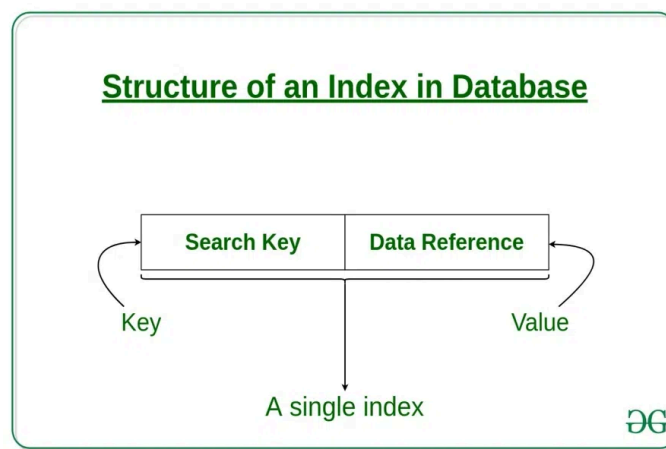 Structure of an Index in Database
Search Key Data Reference
Key Value
A single index